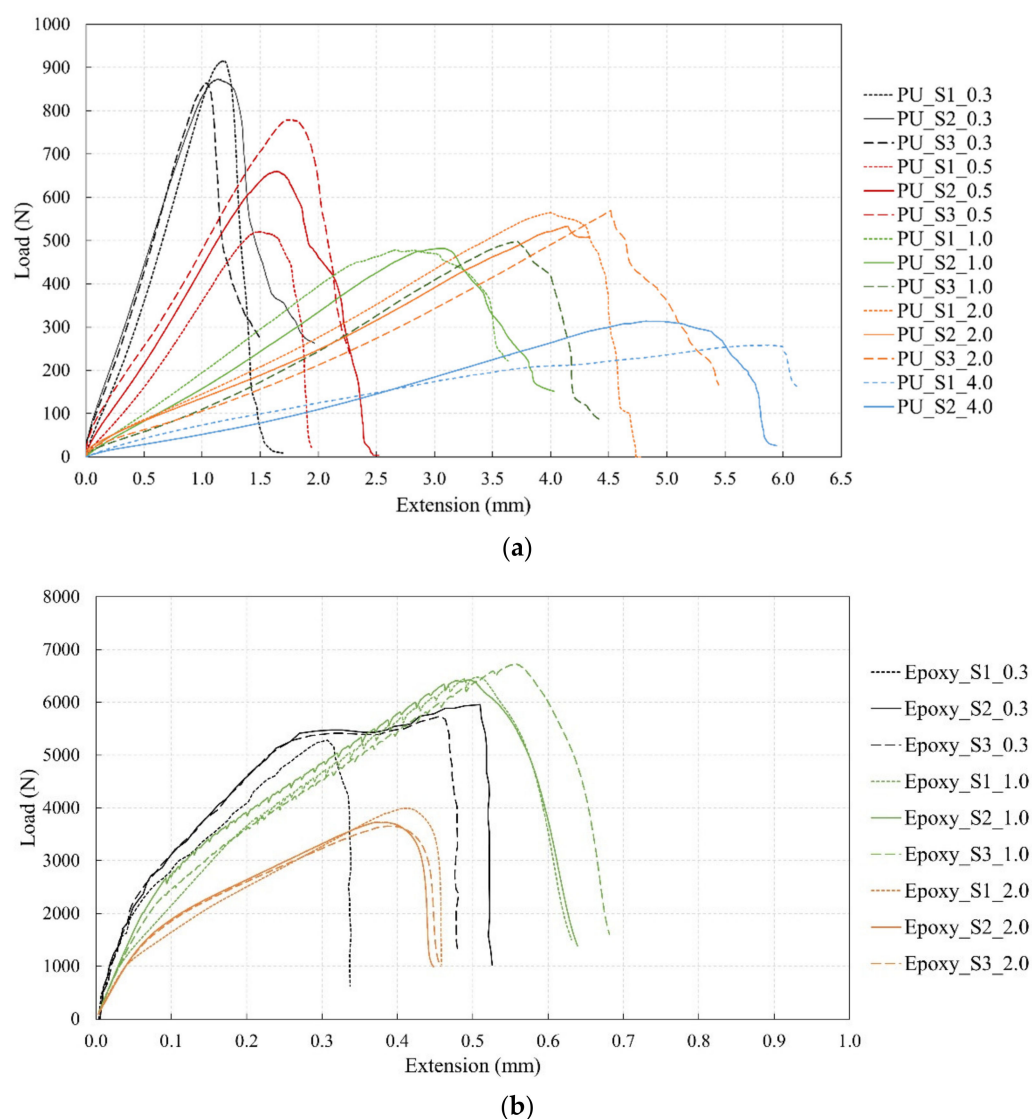 1000
900
800
700
600
500
400
300
200
100
0
Load (N)
0.0 0.5 1.0 1.5 2.0 2.5 3.0 3.5 4.0 4.5 5.0 5.5 6.0 6.5
Extension (mm)
PU_S1_0.3
PU_S2_0.3
PU_S3_0.3
PU_S1_0.5
PU_S2_0.5
PU_S3_0.5
PU_S1_1.0
PU_S2_1.0
PU_S3_1.0
PU_S1_2.0
PU_S2_2.0
PU_S3_2.0
PU_S1_4.0
PU_S2_4.0
(a)
8000
7000
6000
5000
4000
3000
2000
1000
0
Load (N)
0.0 0.1 0.2 0.3 0.4 0.5 0.6 0.7 0.8 0.9 1.0
Extension (mm)
Epoxy_S1_0.3
Epoxy_S2_0.3
Epoxy_S3_0.3
Epoxy_S1_1.0
Epoxy_S2_1.0
Epoxy_S3_1.0
Epoxy_S1_2.0
Epoxy_S2_2.0
Epoxy_S3_2.0
(b)